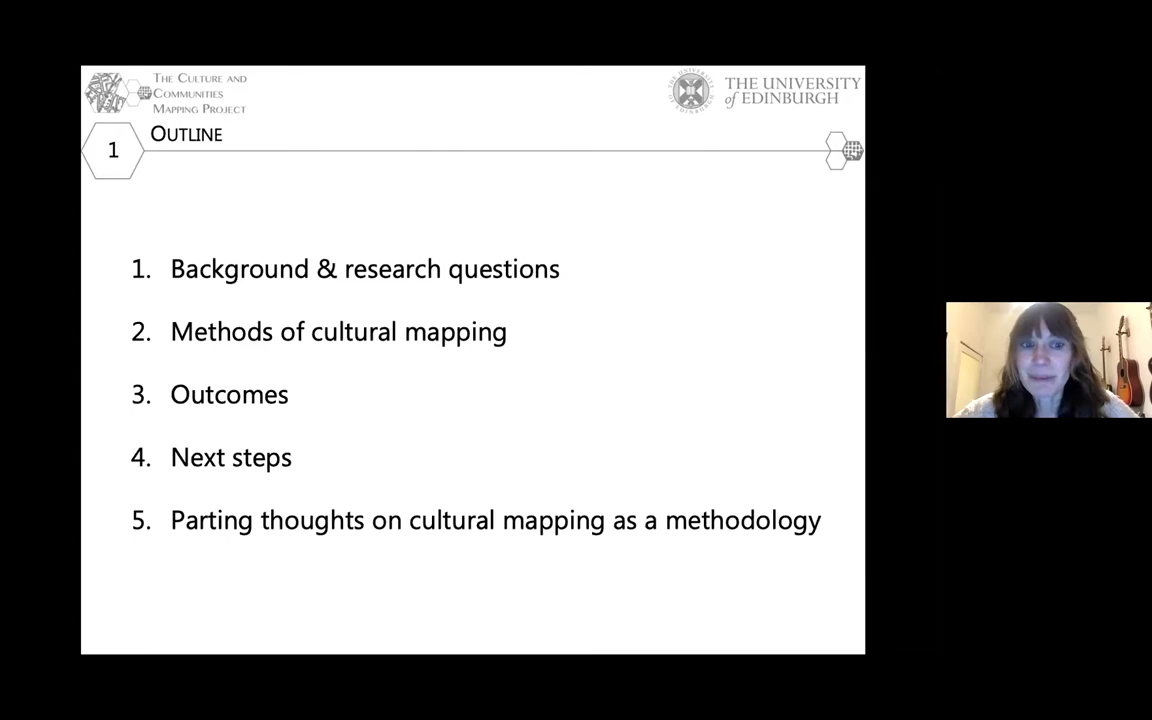 THE CULTURE AND
COMMUNITIES
MAPPING PROJECT
THE UNIVERSITY
of EDINBURGH
1
OUTLINE
1. Background & research questions
2. Methods of cultural mapping
3. Outcomes
4. Next steps
5. Parting thoughts on cultural mapping as a methodology